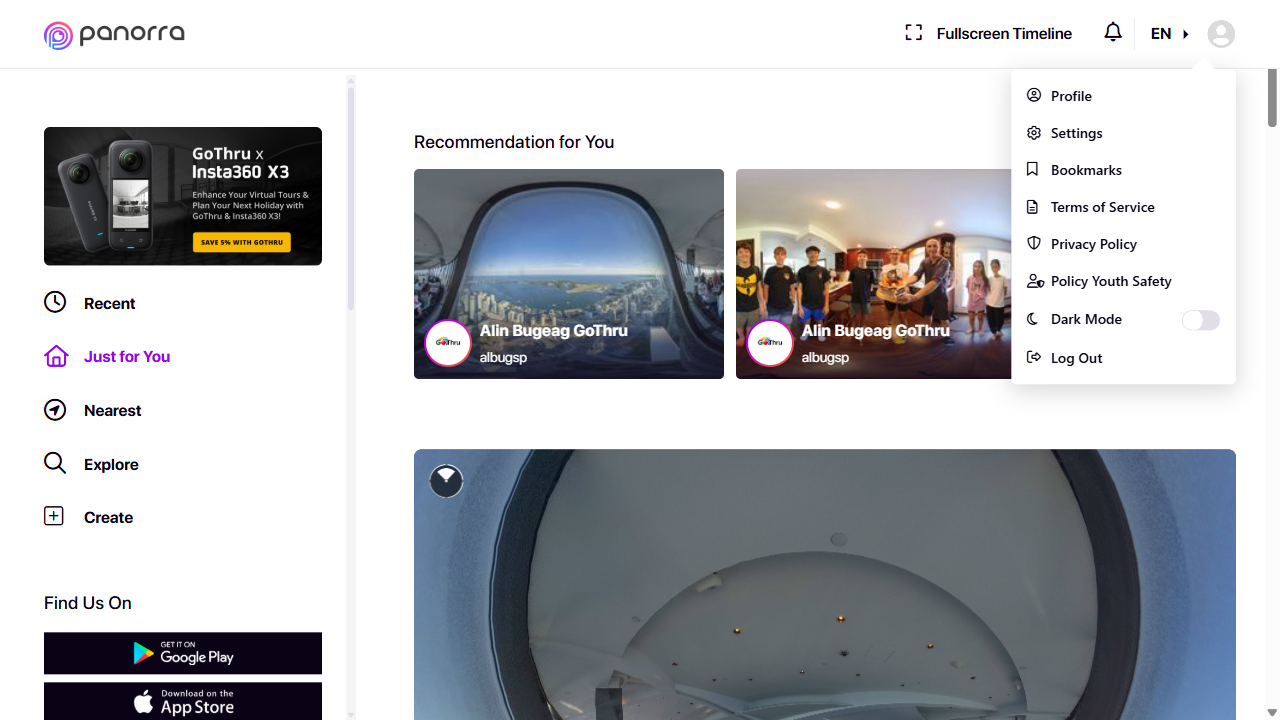 panorra
Fullscreen Timeline
EN
Profile
Settings
Bookmarks
Terms of Service
Privacy Policy
Policy Youth Safety
Dark Mode
Log Out
GoThru x
Insta360 X3
Enhance Your Virtual Tours &
Plan Your Next Holiday with
GoThru & Insta360 X3!
SAVE 5% WITH GOTHRU
Recent
Just for You
Nearest
Explore
Create
Find Us On
GET IT ON
Google Play
Download on the
App Store
Recommendation for You
GoThru
Alin Bugeag GoThru
albugsp
GoThru
Alin Bugeag GoThru
albugsp